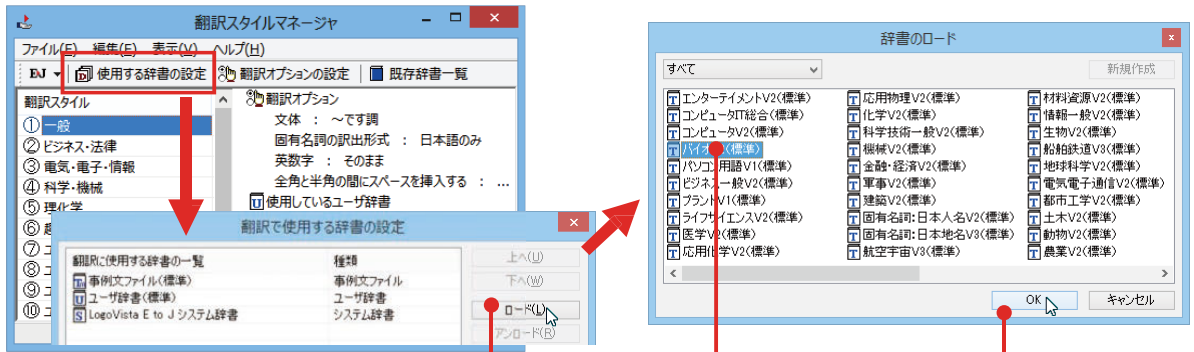 翻訳スタイルマネージャ
ファイル(F) 編集(E) 表示(V) ヘルプ(H)
EXJ 使用する辞書の設定 翻訳オプションの設定 既存辞書一覧
翻訳スタイル
① 一般
② ビジネス・法律
③ 電気・電子・情報
④ 科学・機械
⑤ 理化学
⑥
⑦
⑧
⑨
⑩
翻訳オプション
文体 : ～です調
固有名詞の訳出形式 : 日本語のみ
英数字 : そのまま
全角と半角の間にスペースを挿入する : ...
使用しているユーザ辞書
翻訳で使用する辞書の設定
翻訳に使用する辞書の一覧 種類
事例文ファイル(標準) 事例文ファイル
ユーザ辞書(標準) ユーザ辞書
LogoVista E to J システム辞書 システム辞書
上へ(U)
下へ(W)
ロード(L)
アンロード(R)
辞書のロード
すべて
新規作成
エンターテイメントV2(標準)
コンピュータIT総合(標準)
コンピュータV2(標準)
バイオ(標準)
パソコン用語V1(標準)
ビジネス一般V2(標準)
ブランドV1(標準)
ライフサイエンスV2(標準)
医学V2(標準)
応用化学V2(標準)
応用物理V2(標準)
化学V2(標準)
科学技術一般V2(標準)
機械V2(標準)
金融・経済V2(標準)
軍事V2(標準)
建築V2(標準)
固有名詞:日本人名V2(標準)
固有名詞:日本地名V3(標準)
航空宇宙V3(標準)
材料資源V2(標準)
情報一般V2(標準)
生物V2(標準)
船舶鉄道V3(標準)
地球科学V2(標準)
電気電子通信V2(標準)
都市工学V2(標準)
土木V2(標準)
動物V2(標準)
農業V2(標準)
OK
キャンセル